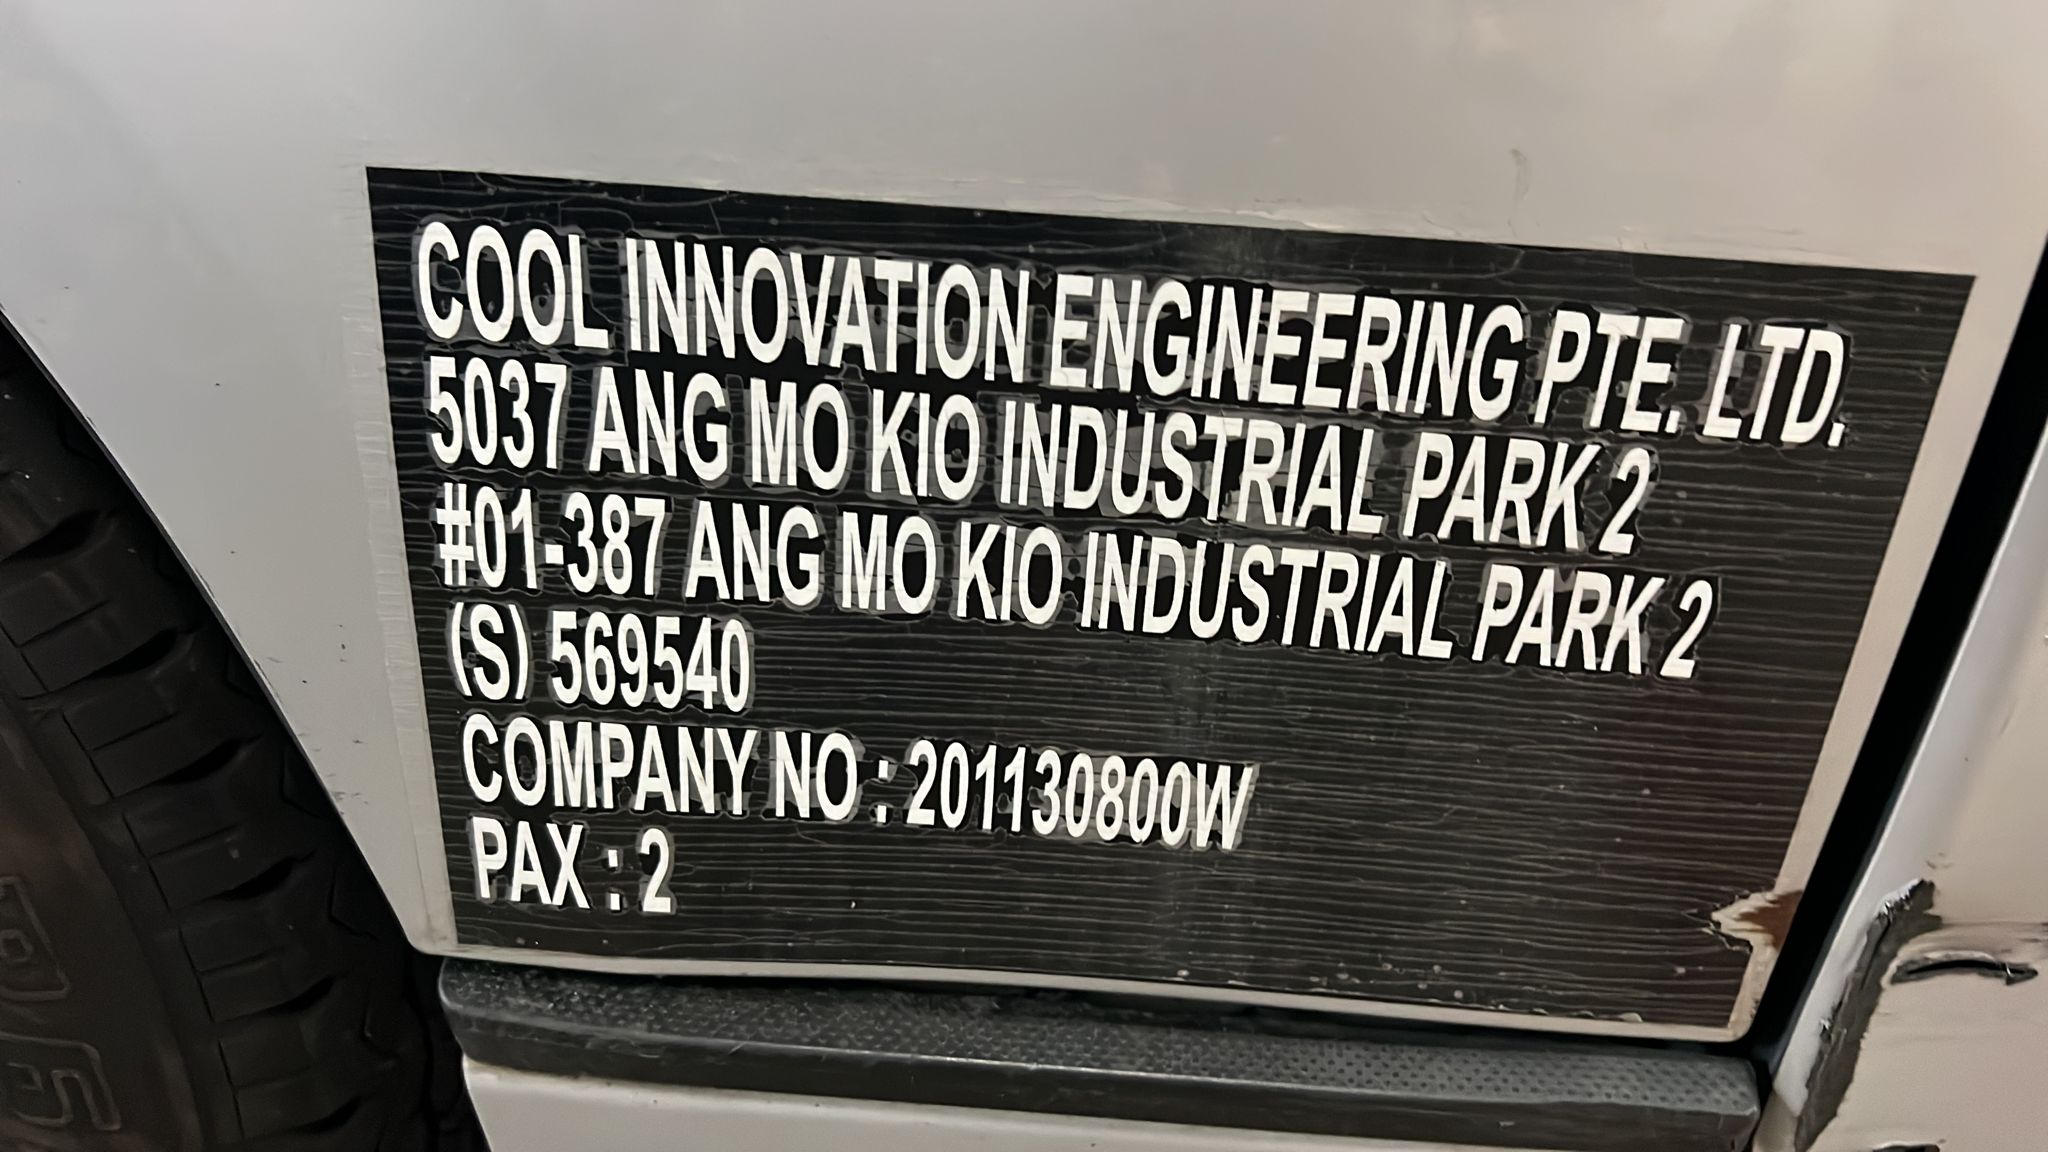 COOL INNOVATION ENGINEERING PTE. LTD.
5037 ANG MO KIO INDUSTRIAL PARK 2
#01-387 ANG MO KIO INDUSTRIAL PARK 2
(S) 569540
COMPANY NO : 201130800W
PAX : 2